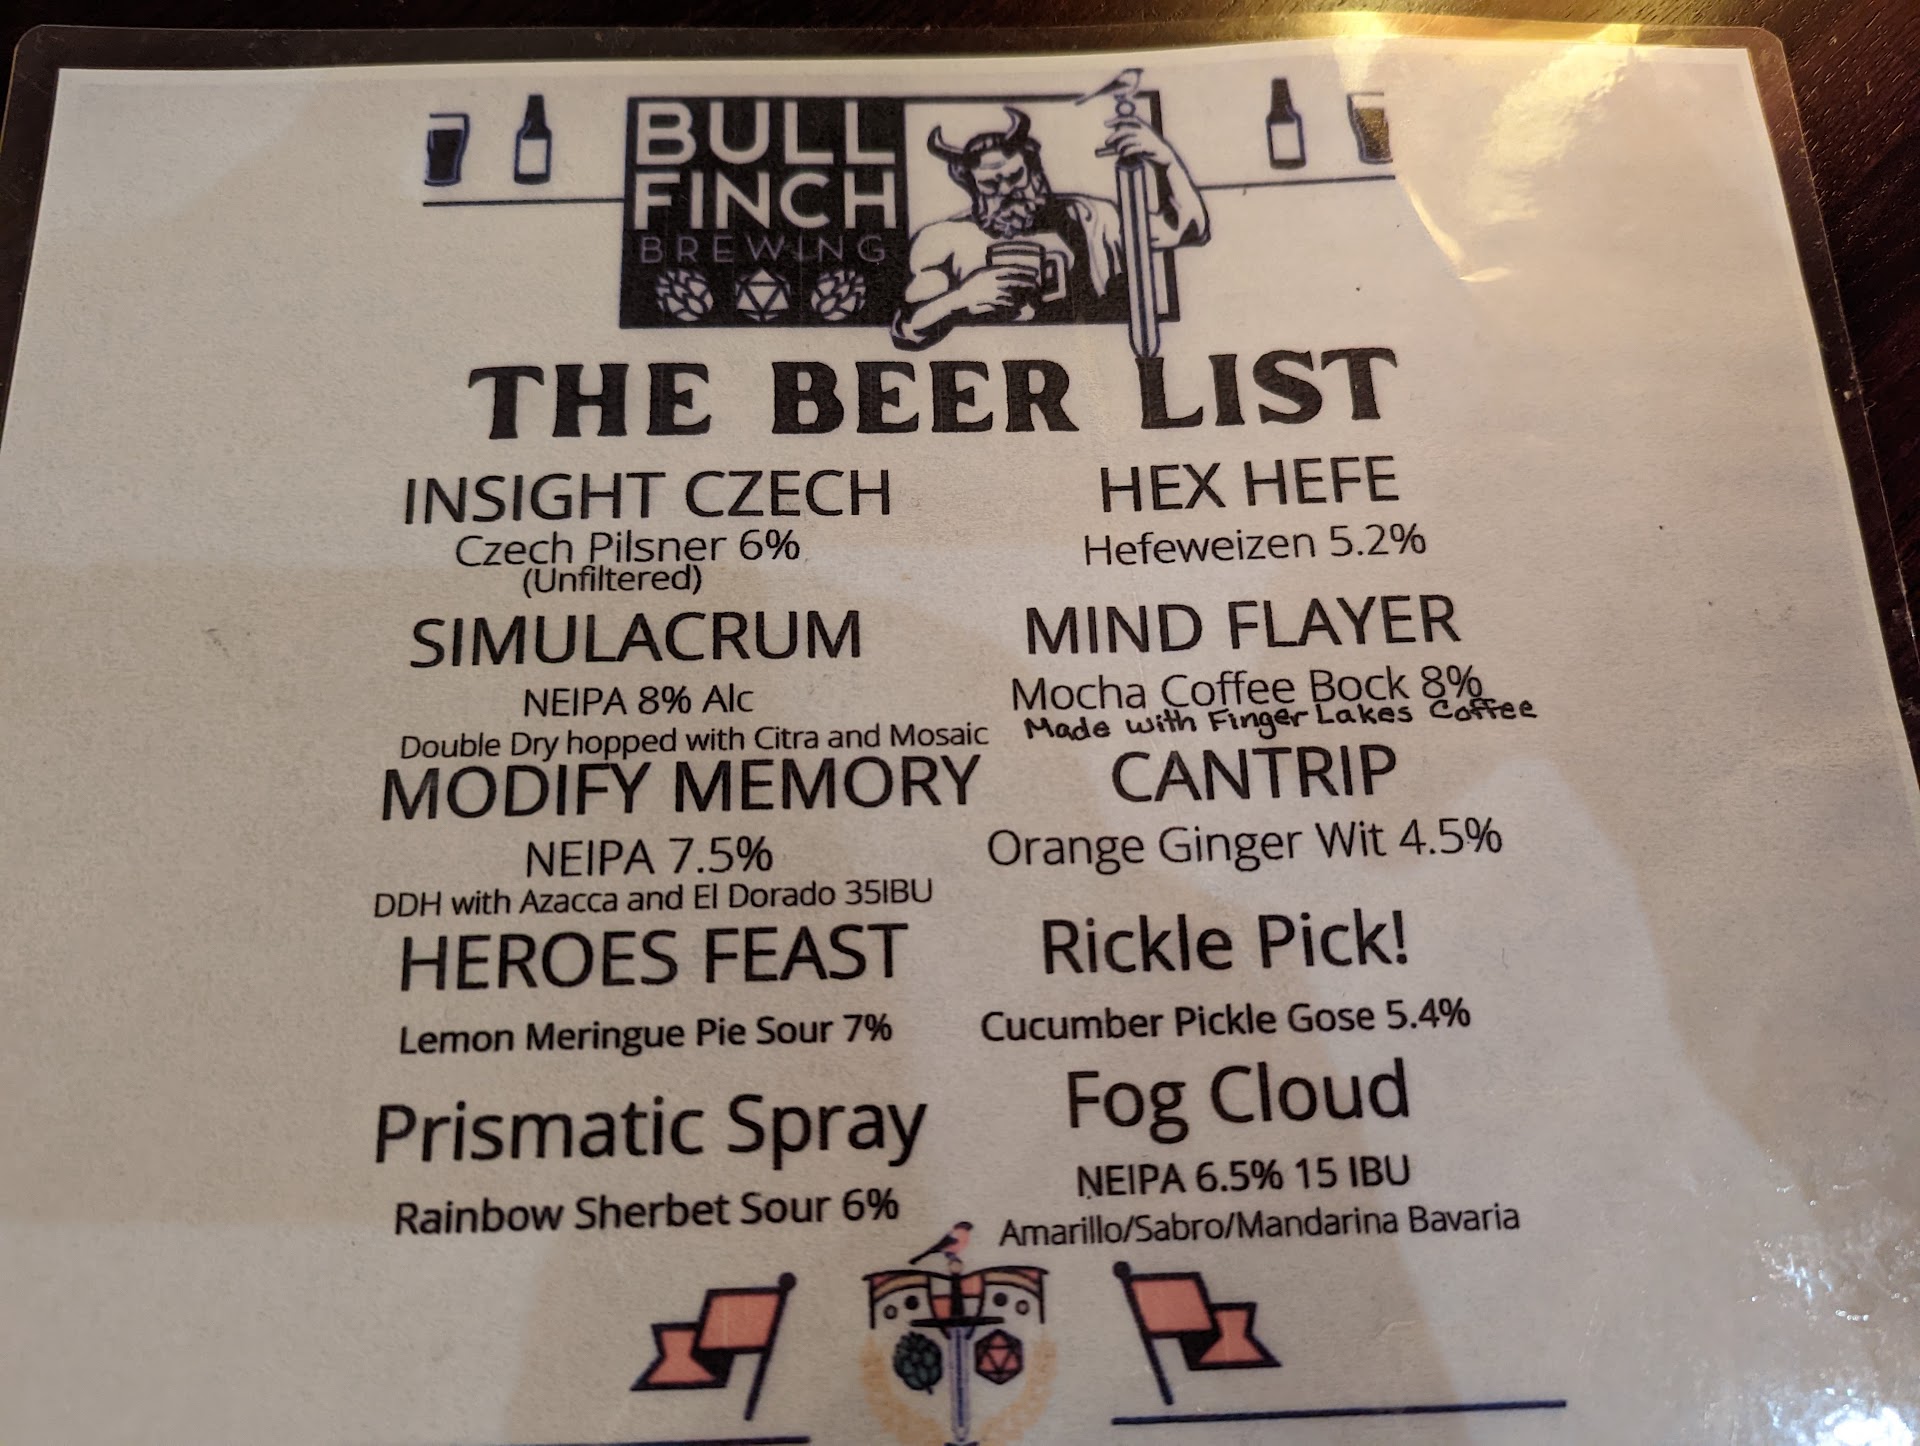 BULL
FINCH
BREWING
THE BEER LIST
INSIGHT CZECH
Czech Pilsner 6%
(Unfiltered)
SIMULACRUM
NEIPA 8% Alc
Double Dry hopped with Citra and Mosaic
MODIFY MEMORY
NEIPA 7.5%
DDH with Azacca and El Dorado 35IBU
HEROES FEAST
Lemon Meringue Pie Sour 7%
Prismatic Spray
Rainbow Sherbet Sour 6%
HEX HEFE
Hefeweizen 5.2%
MIND FLAYER
Mocha Coffee Bock 8%
Made with Finger Lakes Coffee
CANTRIP
Orange Ginger Wit 4.5%
Rickle Pick!
Cucumber Pickle Gose 5.4%
Fog Cloud
NEIPA 6.5% 15 IBU
Amarillo/Sabro/Mandarina Bavaria